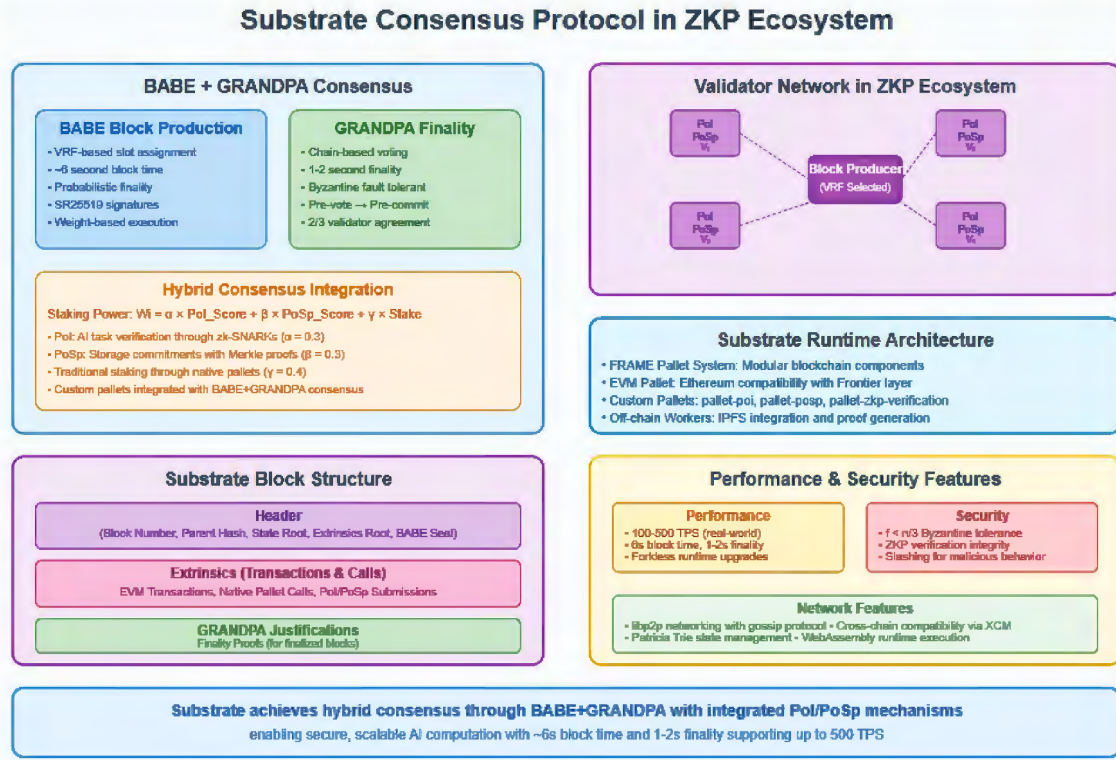 Substrate Consensus Protocol in ZKP Ecosystem
BABE + GRANDPA Consensus
BABE Block Production
• VRF-based slot assignment
• ~6 second block time
• Probabilistic finality
• SR25519 signatures
• Weight-based execution
GRANDPA Finality
• Chain-based voting
• 1-2 second finality
• Byzantine fault tolerant
• Pre-vote → Pre-commit
• 2/3 validator agreement
Hybrid Consensus Integration
Staking Power: Wi = α × PoI_Score + β × PoSp_Score + γ × Stake
• PoI: AI task verification through zk-SNARKs (α = 0.3)
• PoSp: Storage commitments with Merkle proofs (β = 0.3)
• Traditional staking through native pallets (γ = 0.4)
• Custom pallets integrated with BABE+GRANDPA consensus
Validator Network in ZKP Ecosystem
PoI
PoSp
PoI
PoSp
Block Producer
(VRF Selected)
PoI
PoSp
PoI
PoSp
Substrate Runtime Architecture
• FRAME Pallet System: Modular blockchain components
• EVM Pallet: Ethereum compatibility with Frontier layer
• Custom Pallets: pallet-poi, pallet-posp, pallet-zkp-verification
• Off-chain Workers: IPFS integration and proof generation
Substrate Block Structure
Header
(Block Number, Parent Hash, State Root, Extrinsics Root, BABE Seal)
Extrinsics (Transactions & Calls)
EVM Transactions, Native Pallet Calls, PoI/PoSp Submissions
GRANDPA Justifications
Finality Proofs (for finalized blocks)
Performance & Security Features
Performance
• 100-500 TPS (real-world)
• 6s block time, 1-2s finality
• Forkless runtime upgrades
Security
• f < n/3 Byzantine tolerance
• ZKP verification integrity
• Slashing for malicious behavior
Network Features
• libp2p networking with gossip protocol • Cross-chain compatibility via XCM
• Patricia Trie state management • WebAssembly runtime execution
Substrate achieves hybrid consensus through BABE+GRANDPA with integrated PoI/PoSp mechanisms
enabling secure, scalable AI computation with ~6s block time and 1-2s finality supporting up to 500 TPS